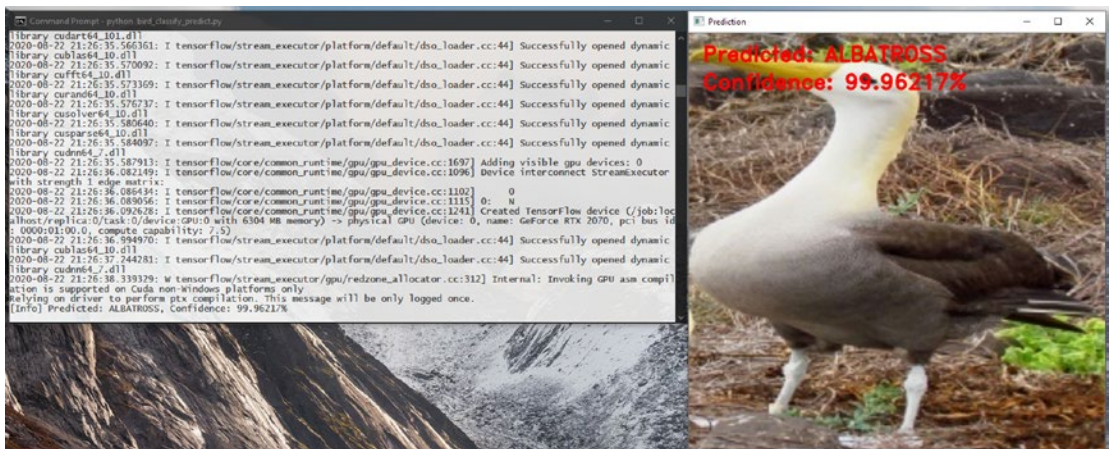 Command Prompt - python bird_classify_predict.py
library cudart64_101.dll
2020-08-22 21:26:35.566361: I tensorflow/stream_executor/platform/default/dso_loader.cc:44] Successfully opened dynamic
library cublas64_10.dll
2020-08-22 21:26:35.570092: I tensorflow/stream_executor/platform/default/dso_loader.cc:44] Successfully opened dynamic
library cufft64_10.dll
2020-08-22 21:26:35.573369: I tensorflow/stream_executor/platform/default/dso_loader.cc:44] Successfully opened dynamic
library curand64_10.dll
2020-08-22 21:26:35.576737: I tensorflow/stream_executor/platform/default/dso_loader.cc:44] Successfully opened dynamic
library cusolver64_10.dll
2020-08-22 21:26:35.580640: I tensorflow/stream_executor/platform/default/dso_loader.cc:44] Successfully opened dynamic
library cusparse64_10.dll
2020-08-22 21:26:35.584097: I tensorflow/stream_executor/platform/default/dso_loader.cc:44] Successfully opened dynamic
library cudnn64_7.dll
2020-08-22 21:26:35.587913: I tensorflow/core/common_runtime/gpu/gpu_device.cc:1697] Adding visible gpu devices: 0
2020-08-22 21:26:36.082149: I tensorflow/core/common_runtime/gpu/gpu_device.cc:1096] Device interconnect StreamExecutor
with strength 1 edge matrix:
2020-08-22 21:26:36.086434: I tensorflow/core/common_runtime/gpu/gpu_device.cc:1102] 0
2020-08-22 21:26:36.089056: I tensorflow/core/common_runtime/gpu/gpu_device.cc:1115] 0: N
2020-08-22 21:26:36.092628: I tensorflow/core/common_runtime/gpu/gpu_device.cc:1241] Created TensorFlow device (/job:loc
alhost/replica:0/task:0/device:GPU:0 with 6304 MB memory) -> physical GPU (device: 0, name: GeForce RTX 2070, pci bus id
: 0000:01:00.0, compute capability: 7.5)
2020-08-22 21:26:36.994970: I tensorflow/stream_executor/platform/default/dso_loader.cc:44] Successfully opened dynamic
library cublas64_10.dll
2020-08-22 21:26:37.244281: I tensorflow/stream_executor/platform/default/dso_loader.cc:44] Successfully opened dynamic
library cudnn64_7.dll
2020-08-22 21:26:38.339329: W tensorflow/stream_executor/gpu/redzone_allocator.cc:312] Internal: Invoking GPU asm compil
ation is supported on Cuda non-Windows platforms only
Relying on driver to perform ptx compilation. This message will be only logged once.
[Info] Predicted: ALBATROSS, Confidence: 99.96217%
Prediction
Predicted: ALBATROSS
Confidence: 99.96217%